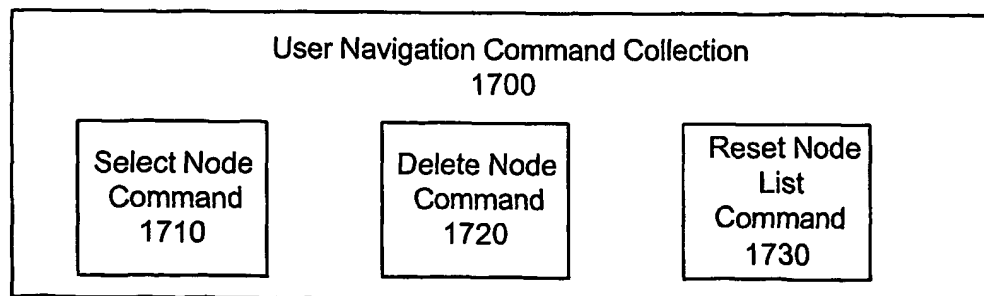 User Navigation Command Collection
1700
Select Node
Command
1710
Delete Node
Command
1720
Reset Node
List
Command
1730